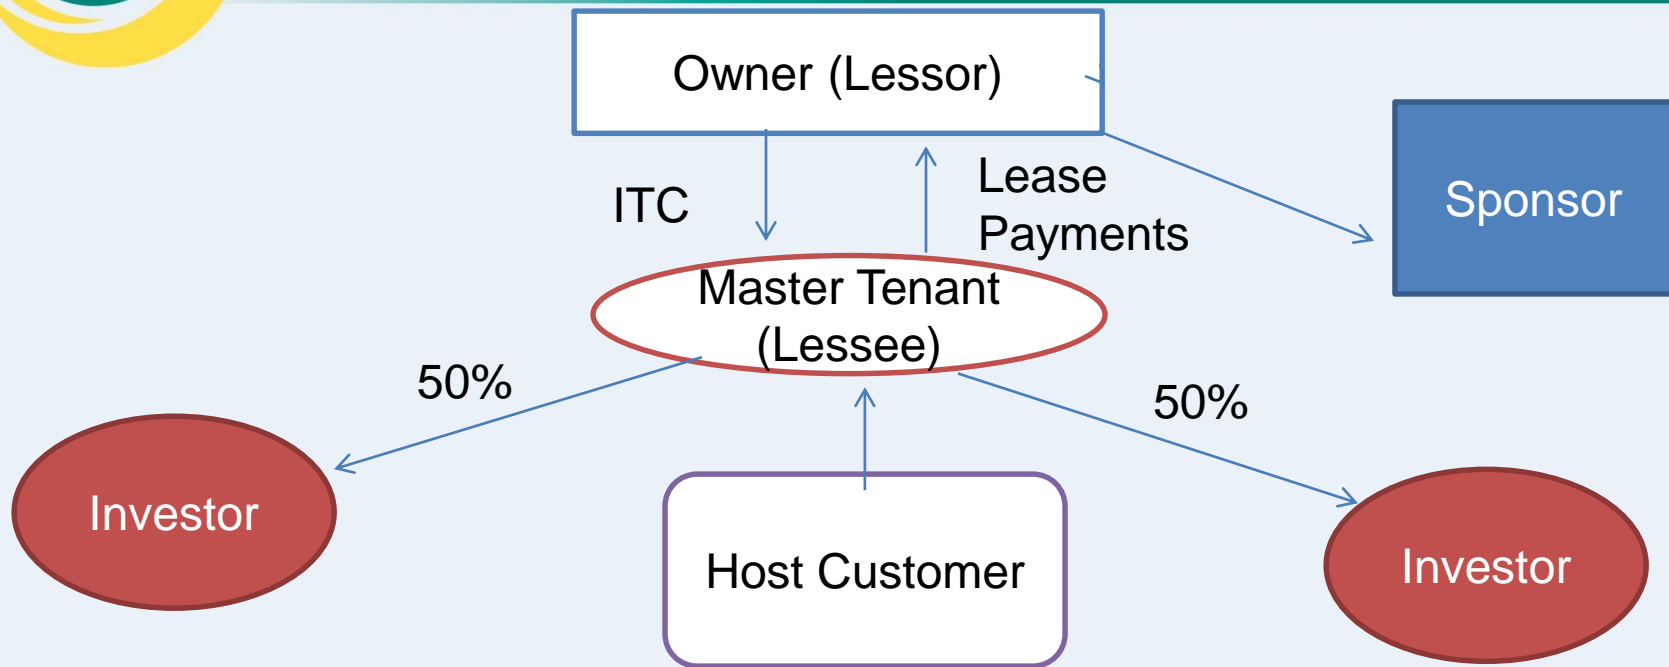 Owner (Lessor)
ITC
Lease
Payments
Sponsor
Master Tenant
(Lessee)
50%
50%
Investor
Host Customer
Investor